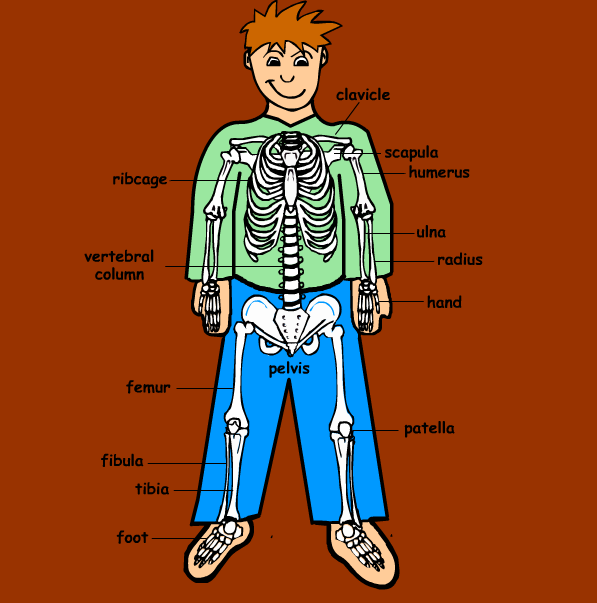 clavicle
scapula
humerus
ribcage
ulna
vertebral
column
radius
hand
pelvis
femur
patella
fibula
tibia
foot